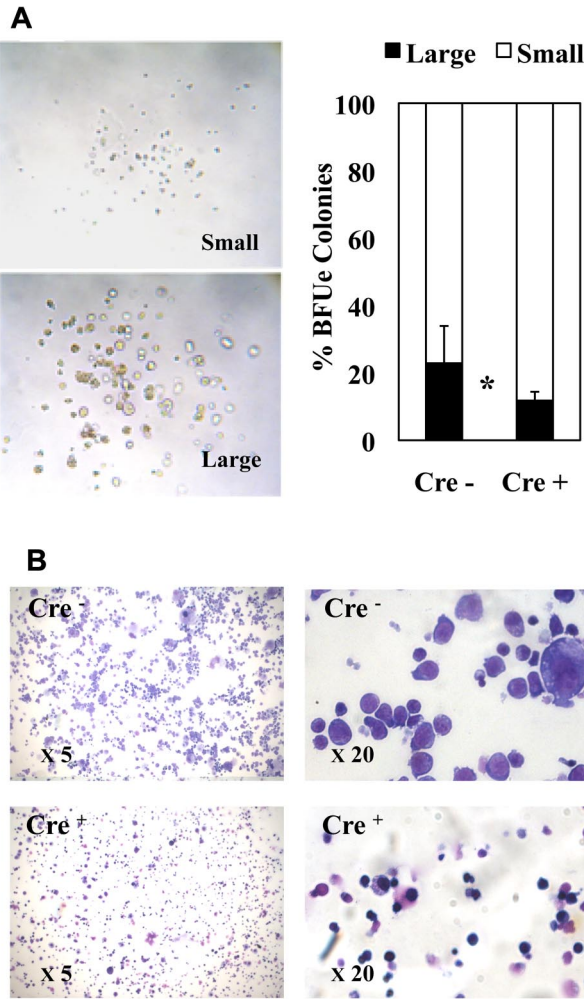 A
Small
Large
Large Small
% BFUe Colonies
100
80
60
40
20
0
*
Cre - Cre +
B
Cre -
X 5
Cre -
X 20
Cre +
X 5
Cre +
X 20